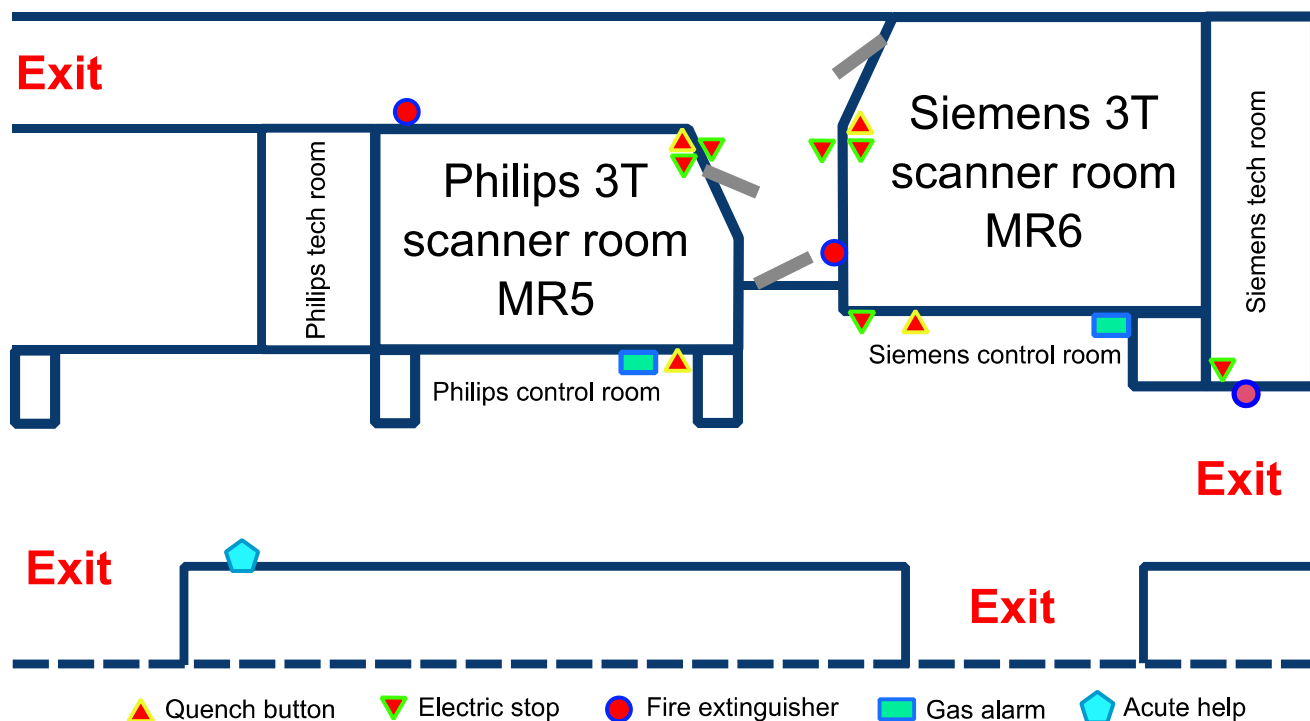 Exit
Philips tech room
Philips 3T
scanner room
MR5
Siemens 3T
scanner room
MR6
Siemens tech room
Philips control room
Siemens control room
Exit
Exit
Exit
Quench button
Electric stop
Fire extinguisher
Gas alarm
Acute help